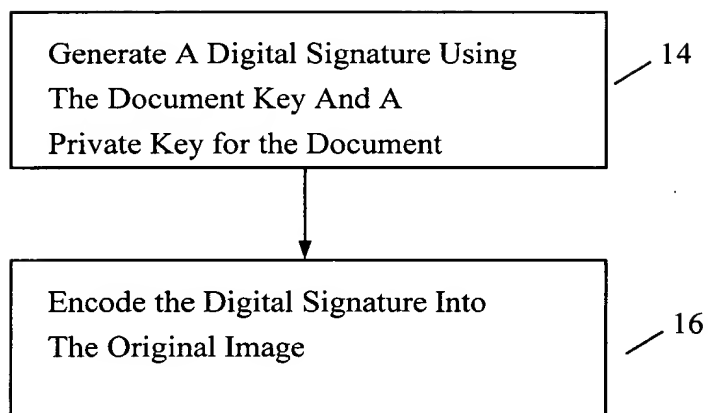 Generate A Digital Signature Using
The Document Key And A
Private Key for the Document
14
Encode the Digital Signature Into
The Original Image
16